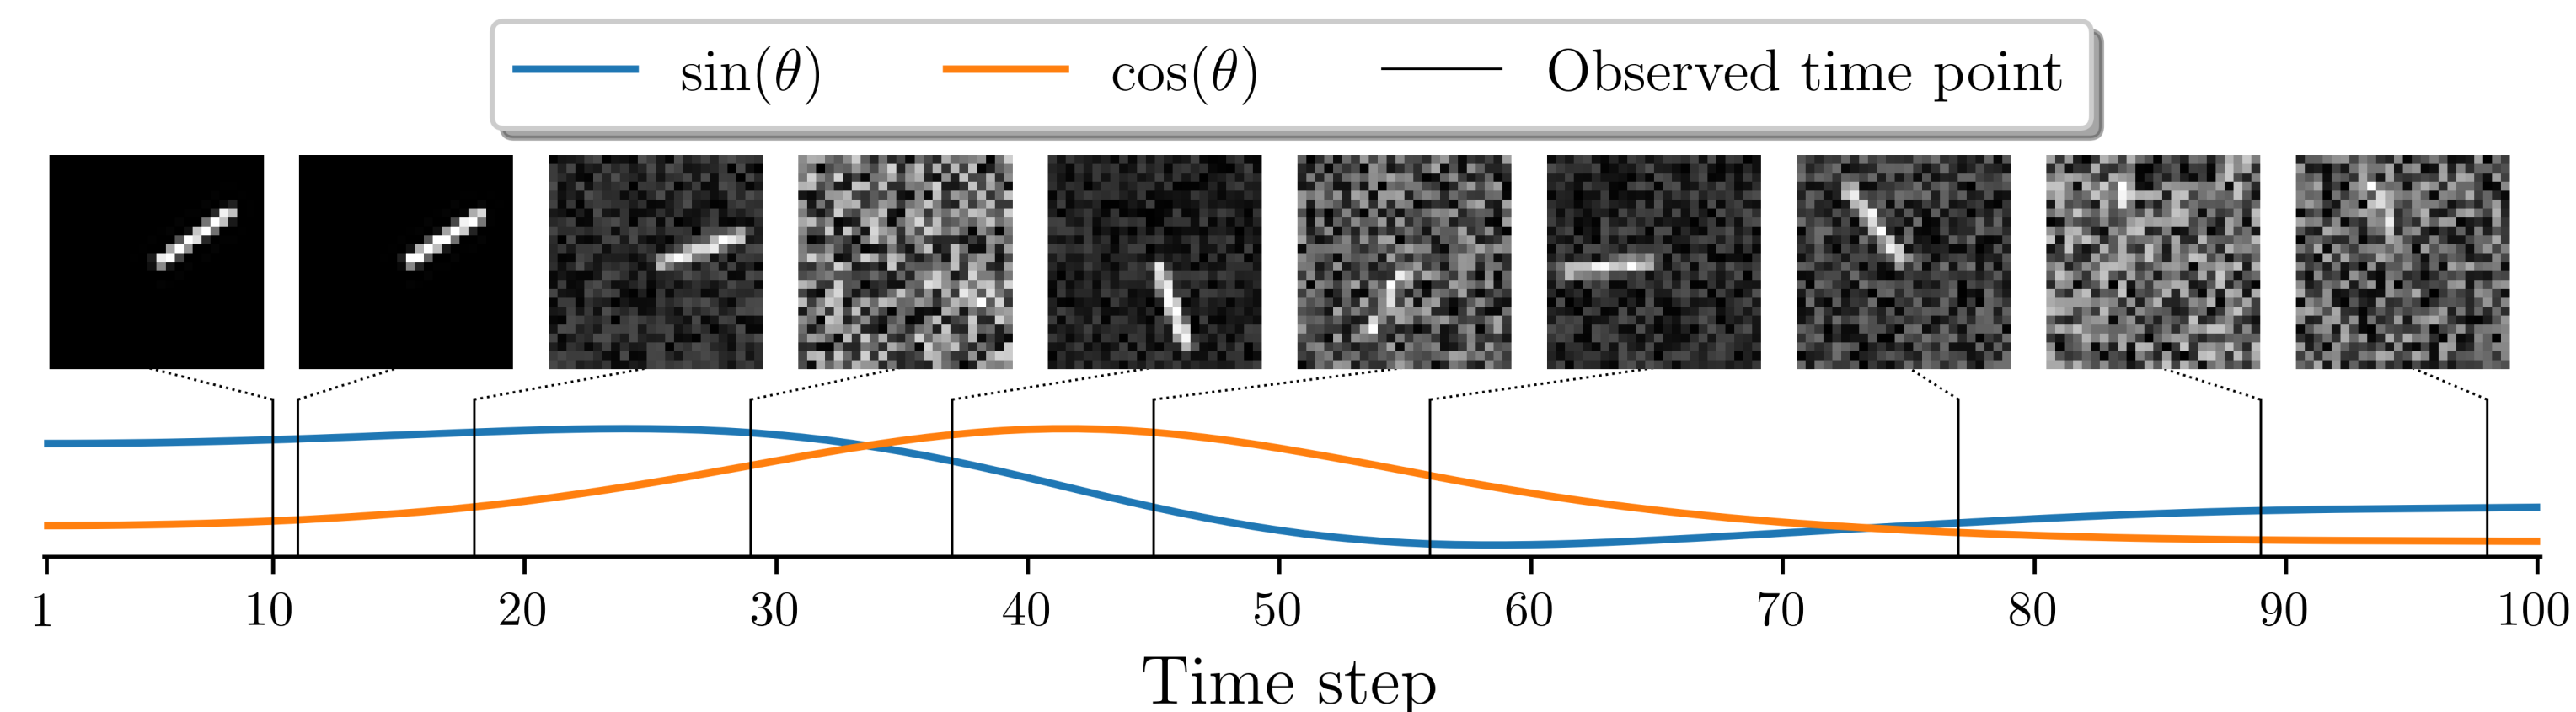 sin(θ) cos(θ) Observed time point
1 10 20 30 40 50 60 70 80 90 100
Time step